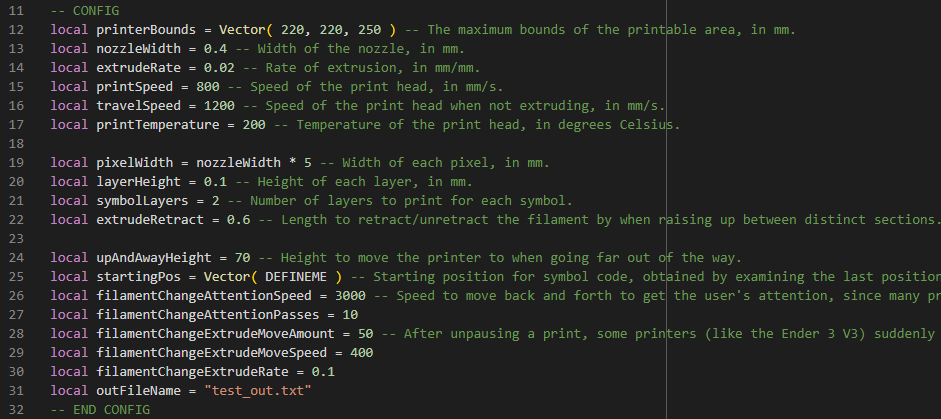 11 -- CONFIG
12 local printerBounds = Vector( 220, 220, 250 ) -- The maximum bounds of the printable area, in mm.
13 local nozzleWidth = 0.4 -- Width of the nozzle, in mm.
14 local extrudeRate = 0.02 -- Rate of extrusion, in mm/mm.
15 local printSpeed = 800 -- Speed of the print head, in mm/s.
16 local travelSpeed = 1200 -- Speed of the print head when not extruding, in mm/s.
17 local printTemperature = 200 -- Temperature of the print head, in degrees Celsius.
18
19 local pixelWidth = nozzleWidth * 5 -- Width of each pixel, in mm.
20 local layerHeight = 0.1 -- Height of each layer, in mm.
21 local symbolLayers = 2 -- Number of layers to print for each symbol.
22 local extrudeRetract = 0.6 -- Length to retract/unretract the filament by when raising up between distinct sections.
23
24 local upAndAwayHeight = 70 -- Height to move the printer to when going far out of the way.
25 local startingPos = Vector( DEFINEME ) -- Starting position for symbol code, obtained by examining the last position
26 local filamentChangeAttentionSpeed = 3000 -- Speed to move back and forth to get the user's attention, since many pr
27 local filamentChangeAttentionPasses = 10
28 local filamentChangeExtrudeMoveAmount = 50 -- After unpausing a print, some printers (like the Ender 3 V3) suddenly
29 local filamentChangeExtrudeMoveSpeed = 400
30 local filamentChangeExtrudeRate = 0.1
31 local outFileName = "test_out.txt"
32 -- END CONFIG